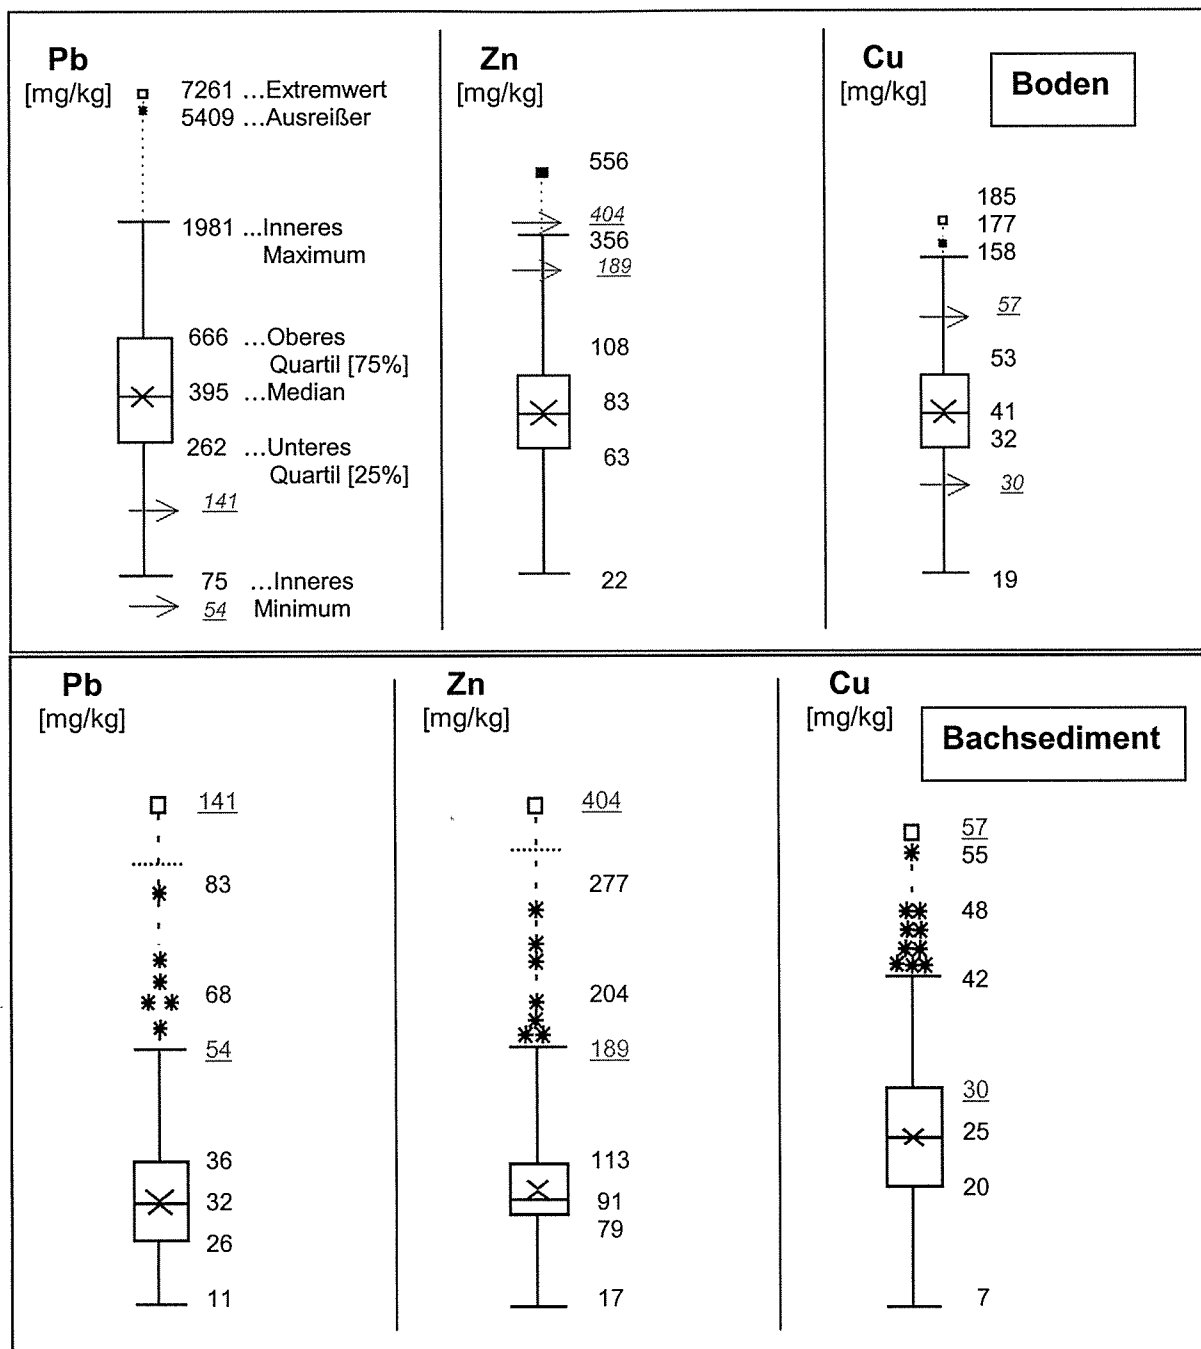 Pb
[mg/kg]
7261 ...Extremwert
5409 ...Ausreißer
1981 ...Inneres
Maximum
666 ...Oberes
Quartil [75%]
395 ...Median
262 ...Unteres
Quartil [25%]
141
75 ...Inneres
54 Minimum
Zn
[mg/kg]
556
404
356
189
108
83
63
22
Cu
[mg/kg]
Boden
185
177
158
57
53
41
32
30
19
Pb
[mg/kg]
141
83
68
54
36
32
26
11
Zn
[mg/kg]
404
277
204
189
113
91
79
17
Cu
[mg/kg]
Bachsediment
57
55
48
42
30
25
20
7